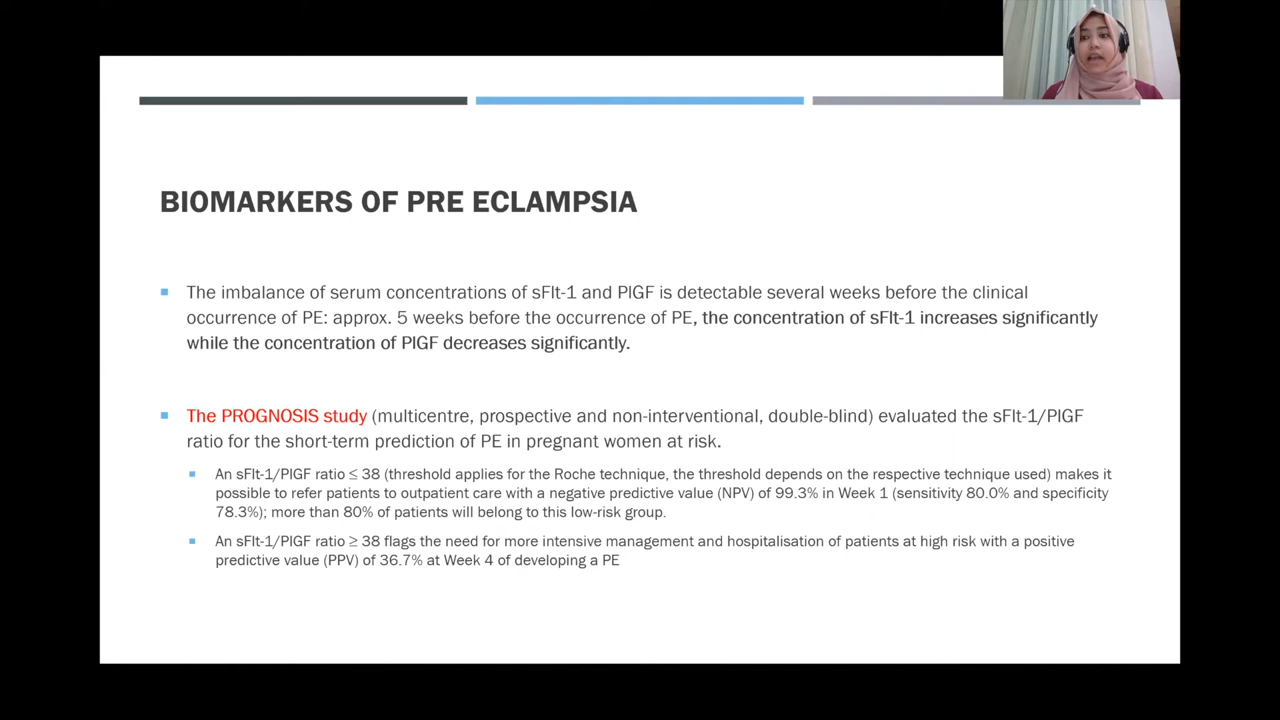 BIOMARKERS OF PRE ECLAMPSIA
The imbalance of serum concentrations of sFlt-1 and PlGF is detectable several weeks before the clinical
occurrence of PE: approx. 5 weeks before the occurrence of PE, the concentration of sFlt-1 increases significantly
while the concentration of PlGF decreases significantly.
The PROGNOSIS study (multicentre, prospective and non-interventional, double-blind) evaluated the sFlt-1/PlGF
ratio for the short-term prediction of PE in pregnant women at risk.
An sFlt-1/PlGF ratio ≤ 38 (threshold applies for the Roche technique, the threshold depends on the respective technique used) makes it
possible to refer patients to outpatient care with a negative predictive value (NPV) of 99.3% in Week 1 (sensitivity 80.0% and specificity
78.3%); more than 80% of patients will belong to this low-risk group.
An sFlt-1/PlGF ratio ≥ 38 flags the need for more intensive management and hospitalisation of patients at high risk with a positive
predictive value (PPV) of 36.7% at Week 4 of developing a PE